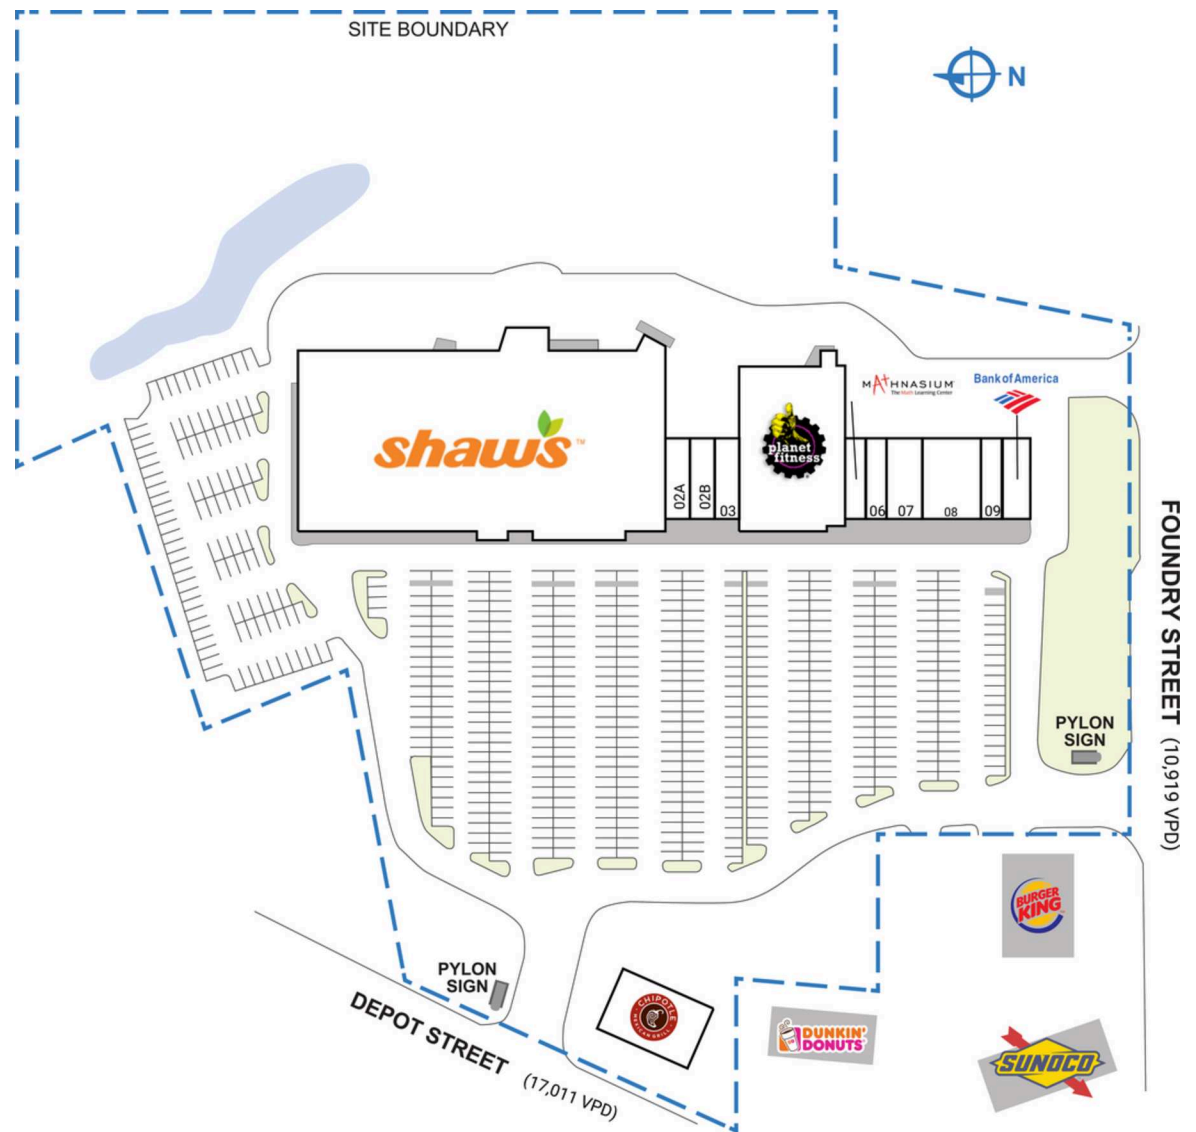 SITE BOUNDARY
N
MATHNASIUM
The Math Learning Center
Bank of America
shaw's™
planet
fitness
02A
02B
03
06
07
08
09
FOUNDRY STREET (10,919 VPD)
PYLON
SIGN
BURGER
KING
PYLON
SIGN
CHIPOTLE
MEXICAN GRILL
DUNKIN'
DONUTS
SUNOCO
DEPOT STREET (17,011 VPD)